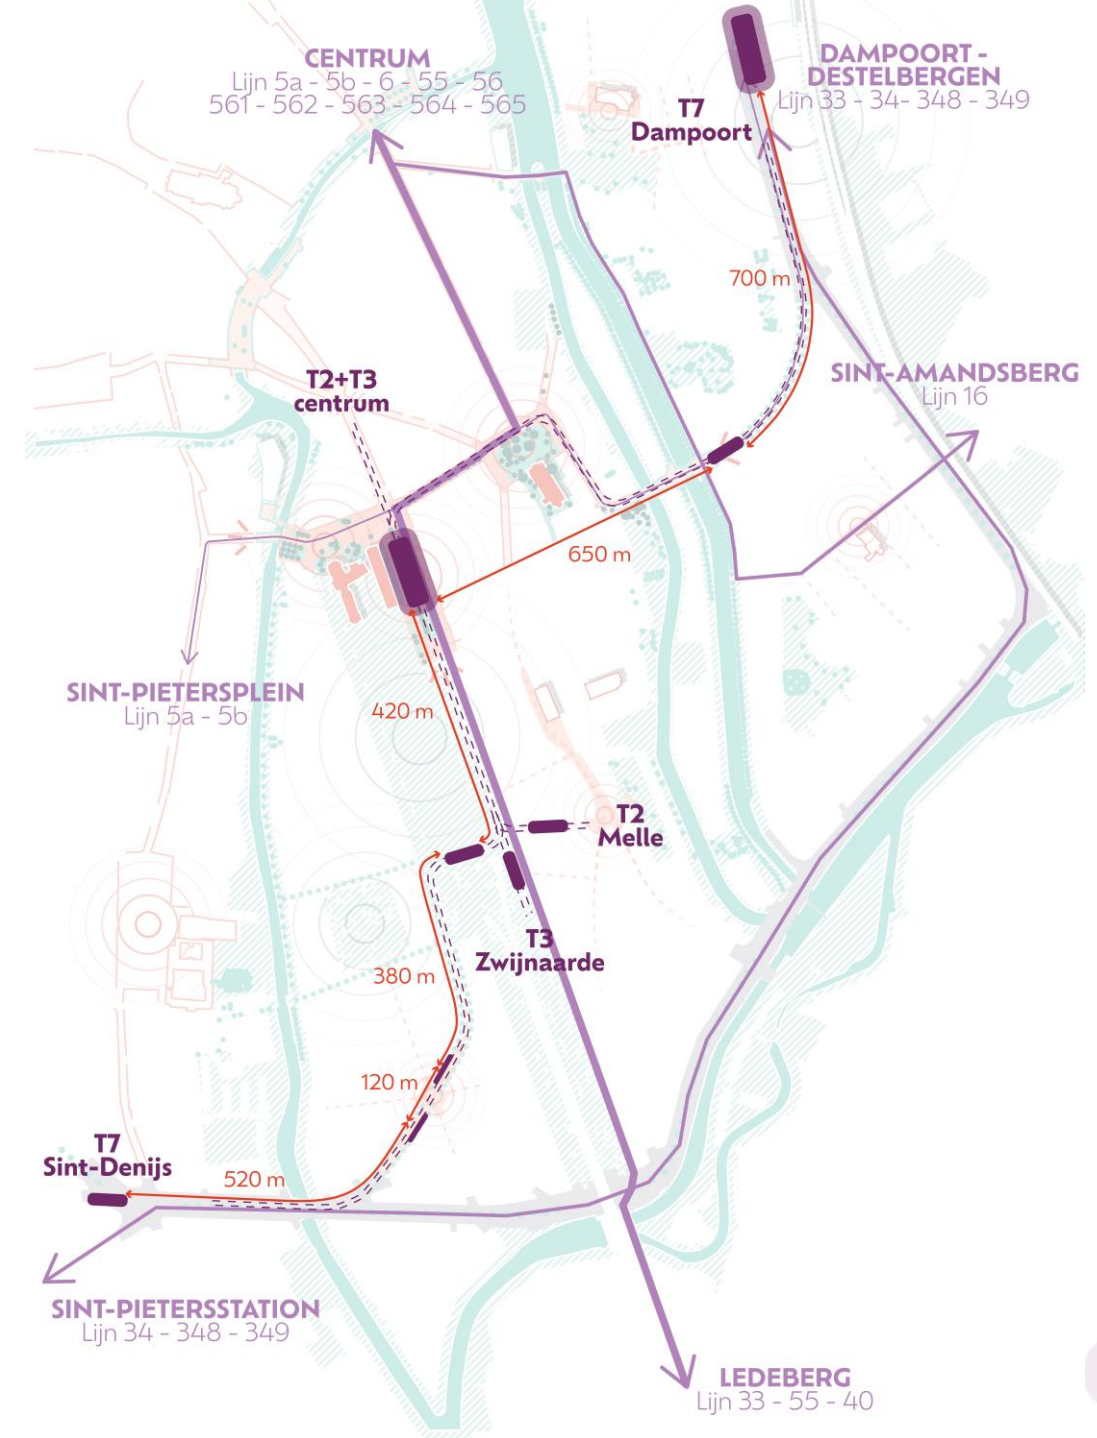 CENTRUM
Lijn 5a - 5b - 6 - 55 - 56
561 - 562 - 563 - 564 - 565
DAMPOORT -
DESTELBERGEN
Lijn 33 - 34- 348 - 349
T7
Dampoort
700 m
SINT-AMANDSBERG
Lijn 16
T2+T3
centrum
650 m
SINT-PIETERSPLEIN
Lijn 5a - 5b
420 m
T2
Melle
T3
Zwijnaarde
380 m
120 m
T7
Sint-Denijs
520 m
SINT-PIETERSSTATION
Lijn 34 - 348 - 349
LEDEBERG
Lijn 33 - 55 - 40